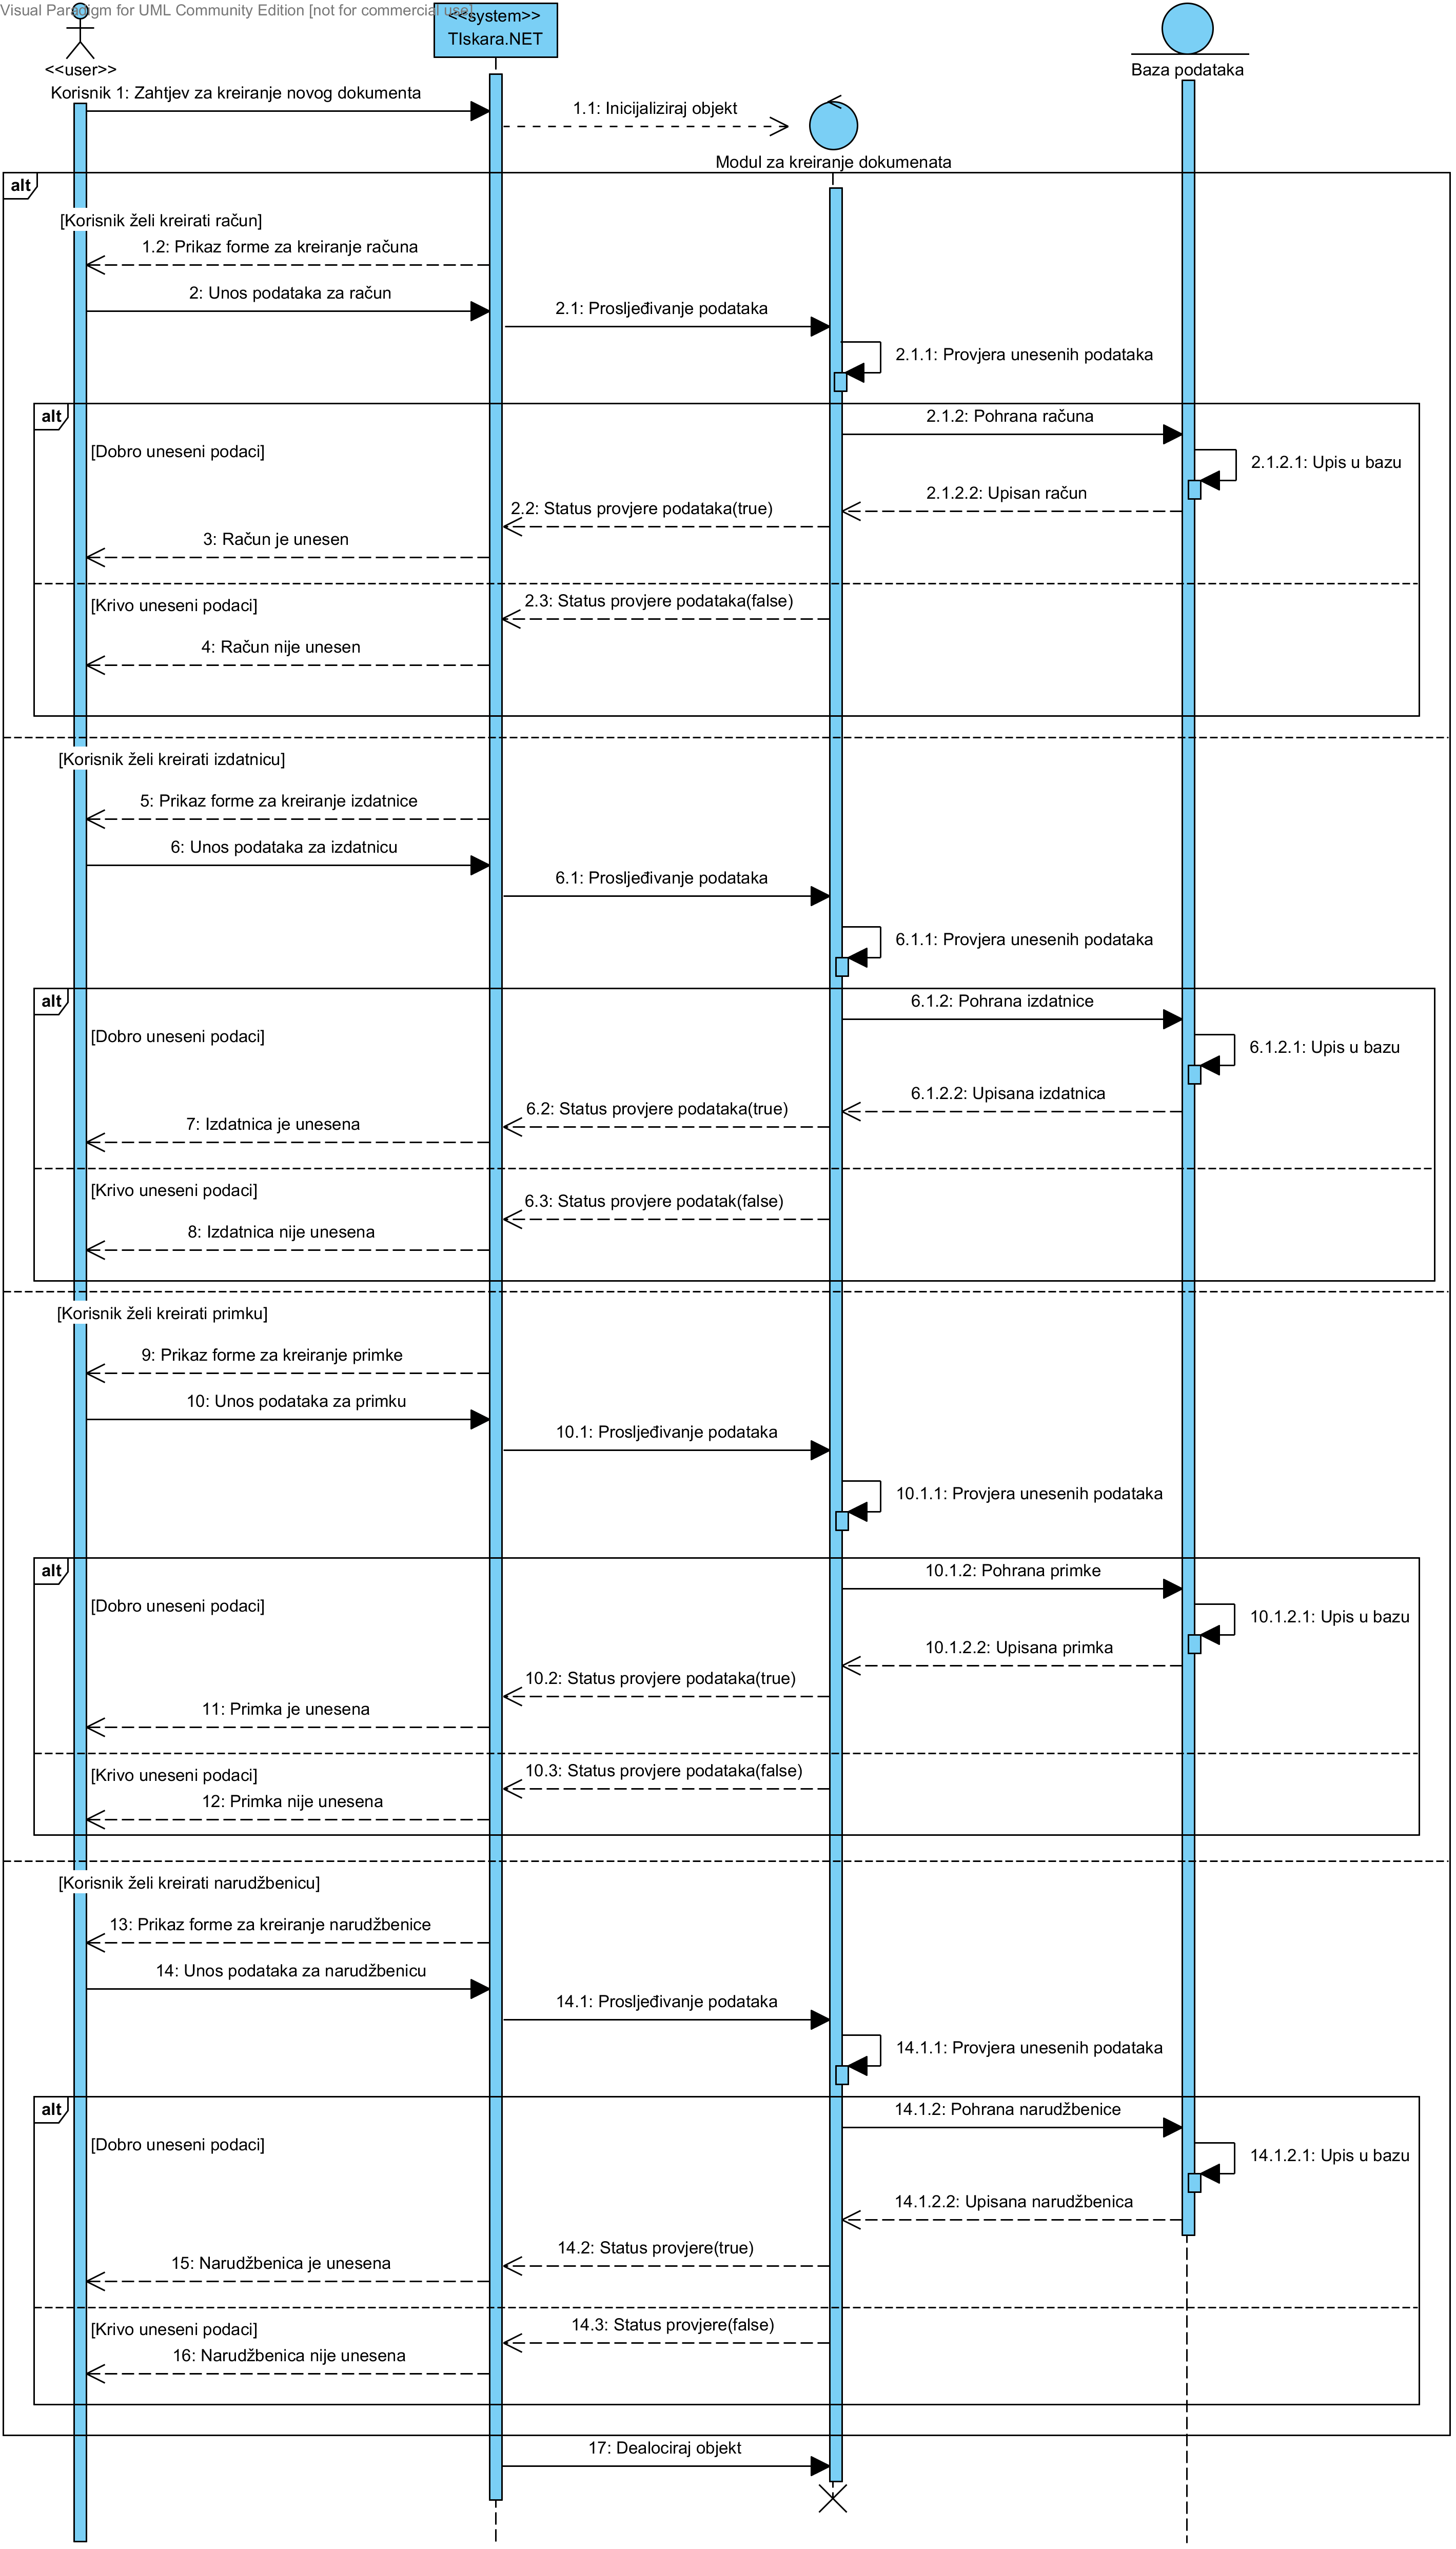 Visual Paradigm for UML Community Edition [not for commercial use]
<<system>>
TIskara.NET
<<user>>
Baza podataka
Korisnik 1: Zahtjev za kreiranje novog dokumenta
1.1: Inicijaliziraj objekt
Modul za kreiranje dokumenata
alt
[Korisnik želi kreirati račun]
1.2: Prikaz forme za kreiranje računa
2: Unos podataka za račun
2.1: Prosljeđivanje podataka
2.1.1: Provjera unesenih podataka
alt
2.1.2: Pohrana računa
[Dobro uneseni podaci]
2.1.2.1: Upis u bazu
2.1.2.2: Upisan račun
2.2: Status provjere podataka(true)
3: Račun je unesen
[Krivo uneseni podaci]
2.3: Status provjere podataka(false)
4: Račun nije unesen
[Korisnik želi kreirati izdatnicu]
5: Prikaz forme za kreiranje izdatnice
6: Unos podataka za izdatnicu
6.1: Prosljeđivanje podataka
6.1.1: Provjera unesenih podataka
alt
6.1.2: Pohrana izdatnice
[Dobro uneseni podaci]
6.1.2.1: Upis u bazu
6.1.2.2: Upisana izdatnica
6.2: Status provjere podataka(true)
7: Izdatnica je unesena
[Krivo uneseni podaci]
6.3: Status provjere podatak(false)
8: Izdatnica nije unesena
[Korisnik želi kreirati primku]
9: Prikaz forme za kreiranje primke
10: Unos podataka za primku
10.1: Prosljeđivanje podataka
10.1.1: Provjera unesenih podataka
alt
10.1.2: Pohrana primke
[Dobro uneseni podaci]
10.1.2.1: Upis u bazu
10.1.2.2: Upisana primka
10.2: Status provjere podataka(true)
11: Primka je unesena
[Krivo uneseni podaci]
10.3: Status provjere podataka(false)
12: Primka nije unesena
[Korisnik želi kreirati narudžbenicu]
13: Prikaz forme za kreiranje narudžbenice
14: Unos podataka za narudžbenicu
14.1: Prosljeđivanje podataka
14.1.1: Provjera unesenih podataka
alt
14.1.2: Pohrana narudžbenice
[Dobro uneseni podaci]
14.1.2.1: Upis u bazu
14.1.2.2: Upisana narudžbenica
14.2: Status provjere(true)
15: Narudžbenica je unesena
[Krivo uneseni podaci]
14.3: Status provjere(false)
16: Narudžbenica nije unesena
17: Dealociraj objekt